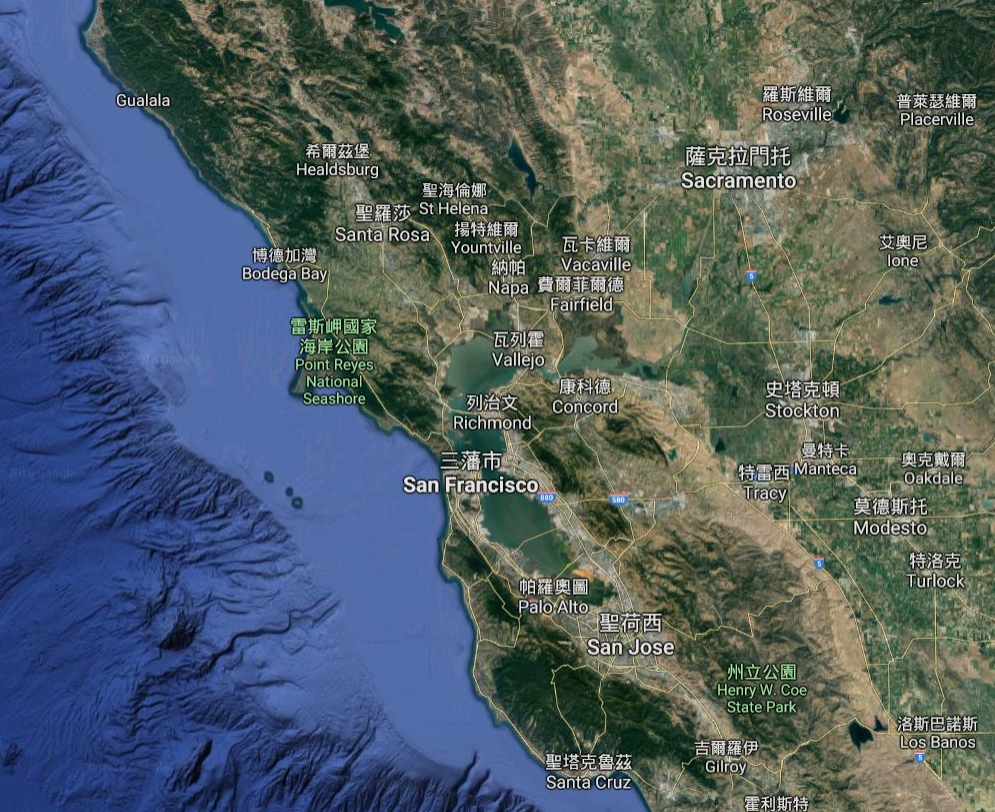 Gualala
羅斯維爾
Roseville
普萊瑟維爾
Placerville
希爾茲堡
Healdsburg
薩克拉門托
Sacramento
聖海倫娜
St Helena
聖羅莎
Santa Rosa
揚特維爾
Yountville
瓦卡維爾
Vacaville
艾奧尼
Ione
博德加灣
Bodega Bay
納帕
Napa
費爾菲爾德
Fairfield
5
雷斯岬國家
海岸公園
Point Reyes
National
Seashore
瓦列霍
Vallejo
康科德
Concord
史塔克頓
Stockton
列治文
Richmond
三藩市
San Francisco
880
580
曼特卡
Manteca
特雷西
Tracy
奧克戴爾
Oakdale
莫德斯托
Modesto
5
特洛克
Turlock
帕羅奧圖
Palo Alto
聖荷西
San Jose
州立公園
Henry W. Coe
State Park
洛斯巴諾斯
Los Banos
5
吉爾羅伊
Gilroy
聖塔克魯茲
Santa Cruz
霍利斯特